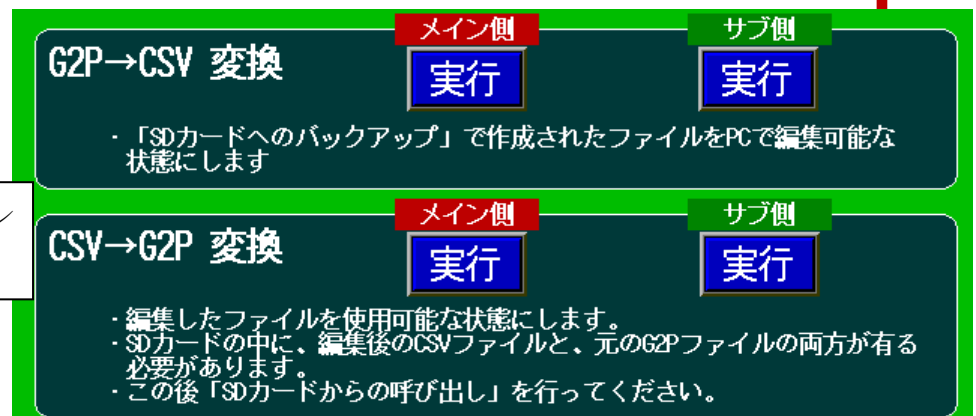 メイン側 サブ側
G2P→CSV 変換 実行 実行
・「SDカードへのバックアップ」で作成されたファイルをPCで編集可能な
状態にします
メイン側 サブ側
CSV→G2P 変換 実行 実行
・編集したファイルを使用可能な状態にします。
・SDカードの中に、編集後のCSVファイルと、元のG2Pファイルの両方が有る
必要があります。
・この後「SDカードからの呼び出し」を行ってください。